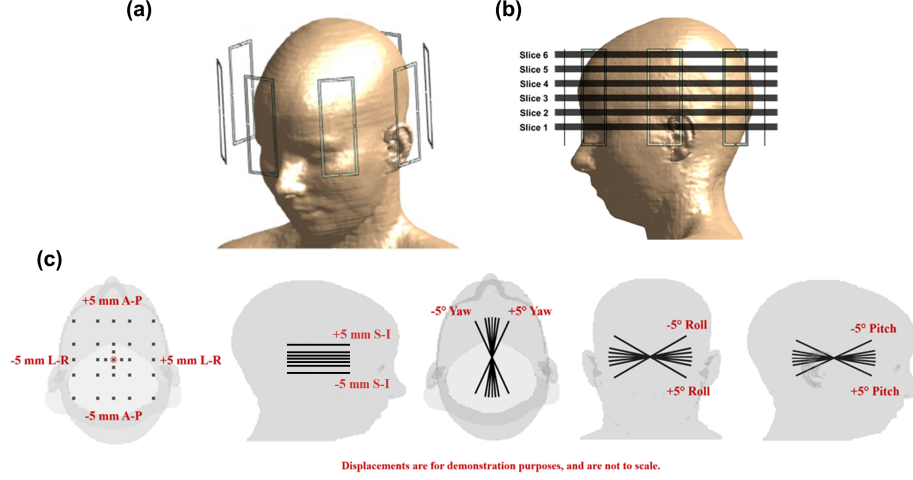 (a)
(b)
Slice 6
Slice 5
Slice 4
Slice 3
Slice 2
Slice 1
(c)
+5 mm A-P
-5 mm L-R
+5 mm L-R
-5 mm A-P
+5 mm S-I
-5 mm S-I
-5° Yaw
+5° Yaw
-5° Roll
+5° Roll
-5° Pitch
+5° Pitch
Displacements are for demonstration purposes, and are not to scale.